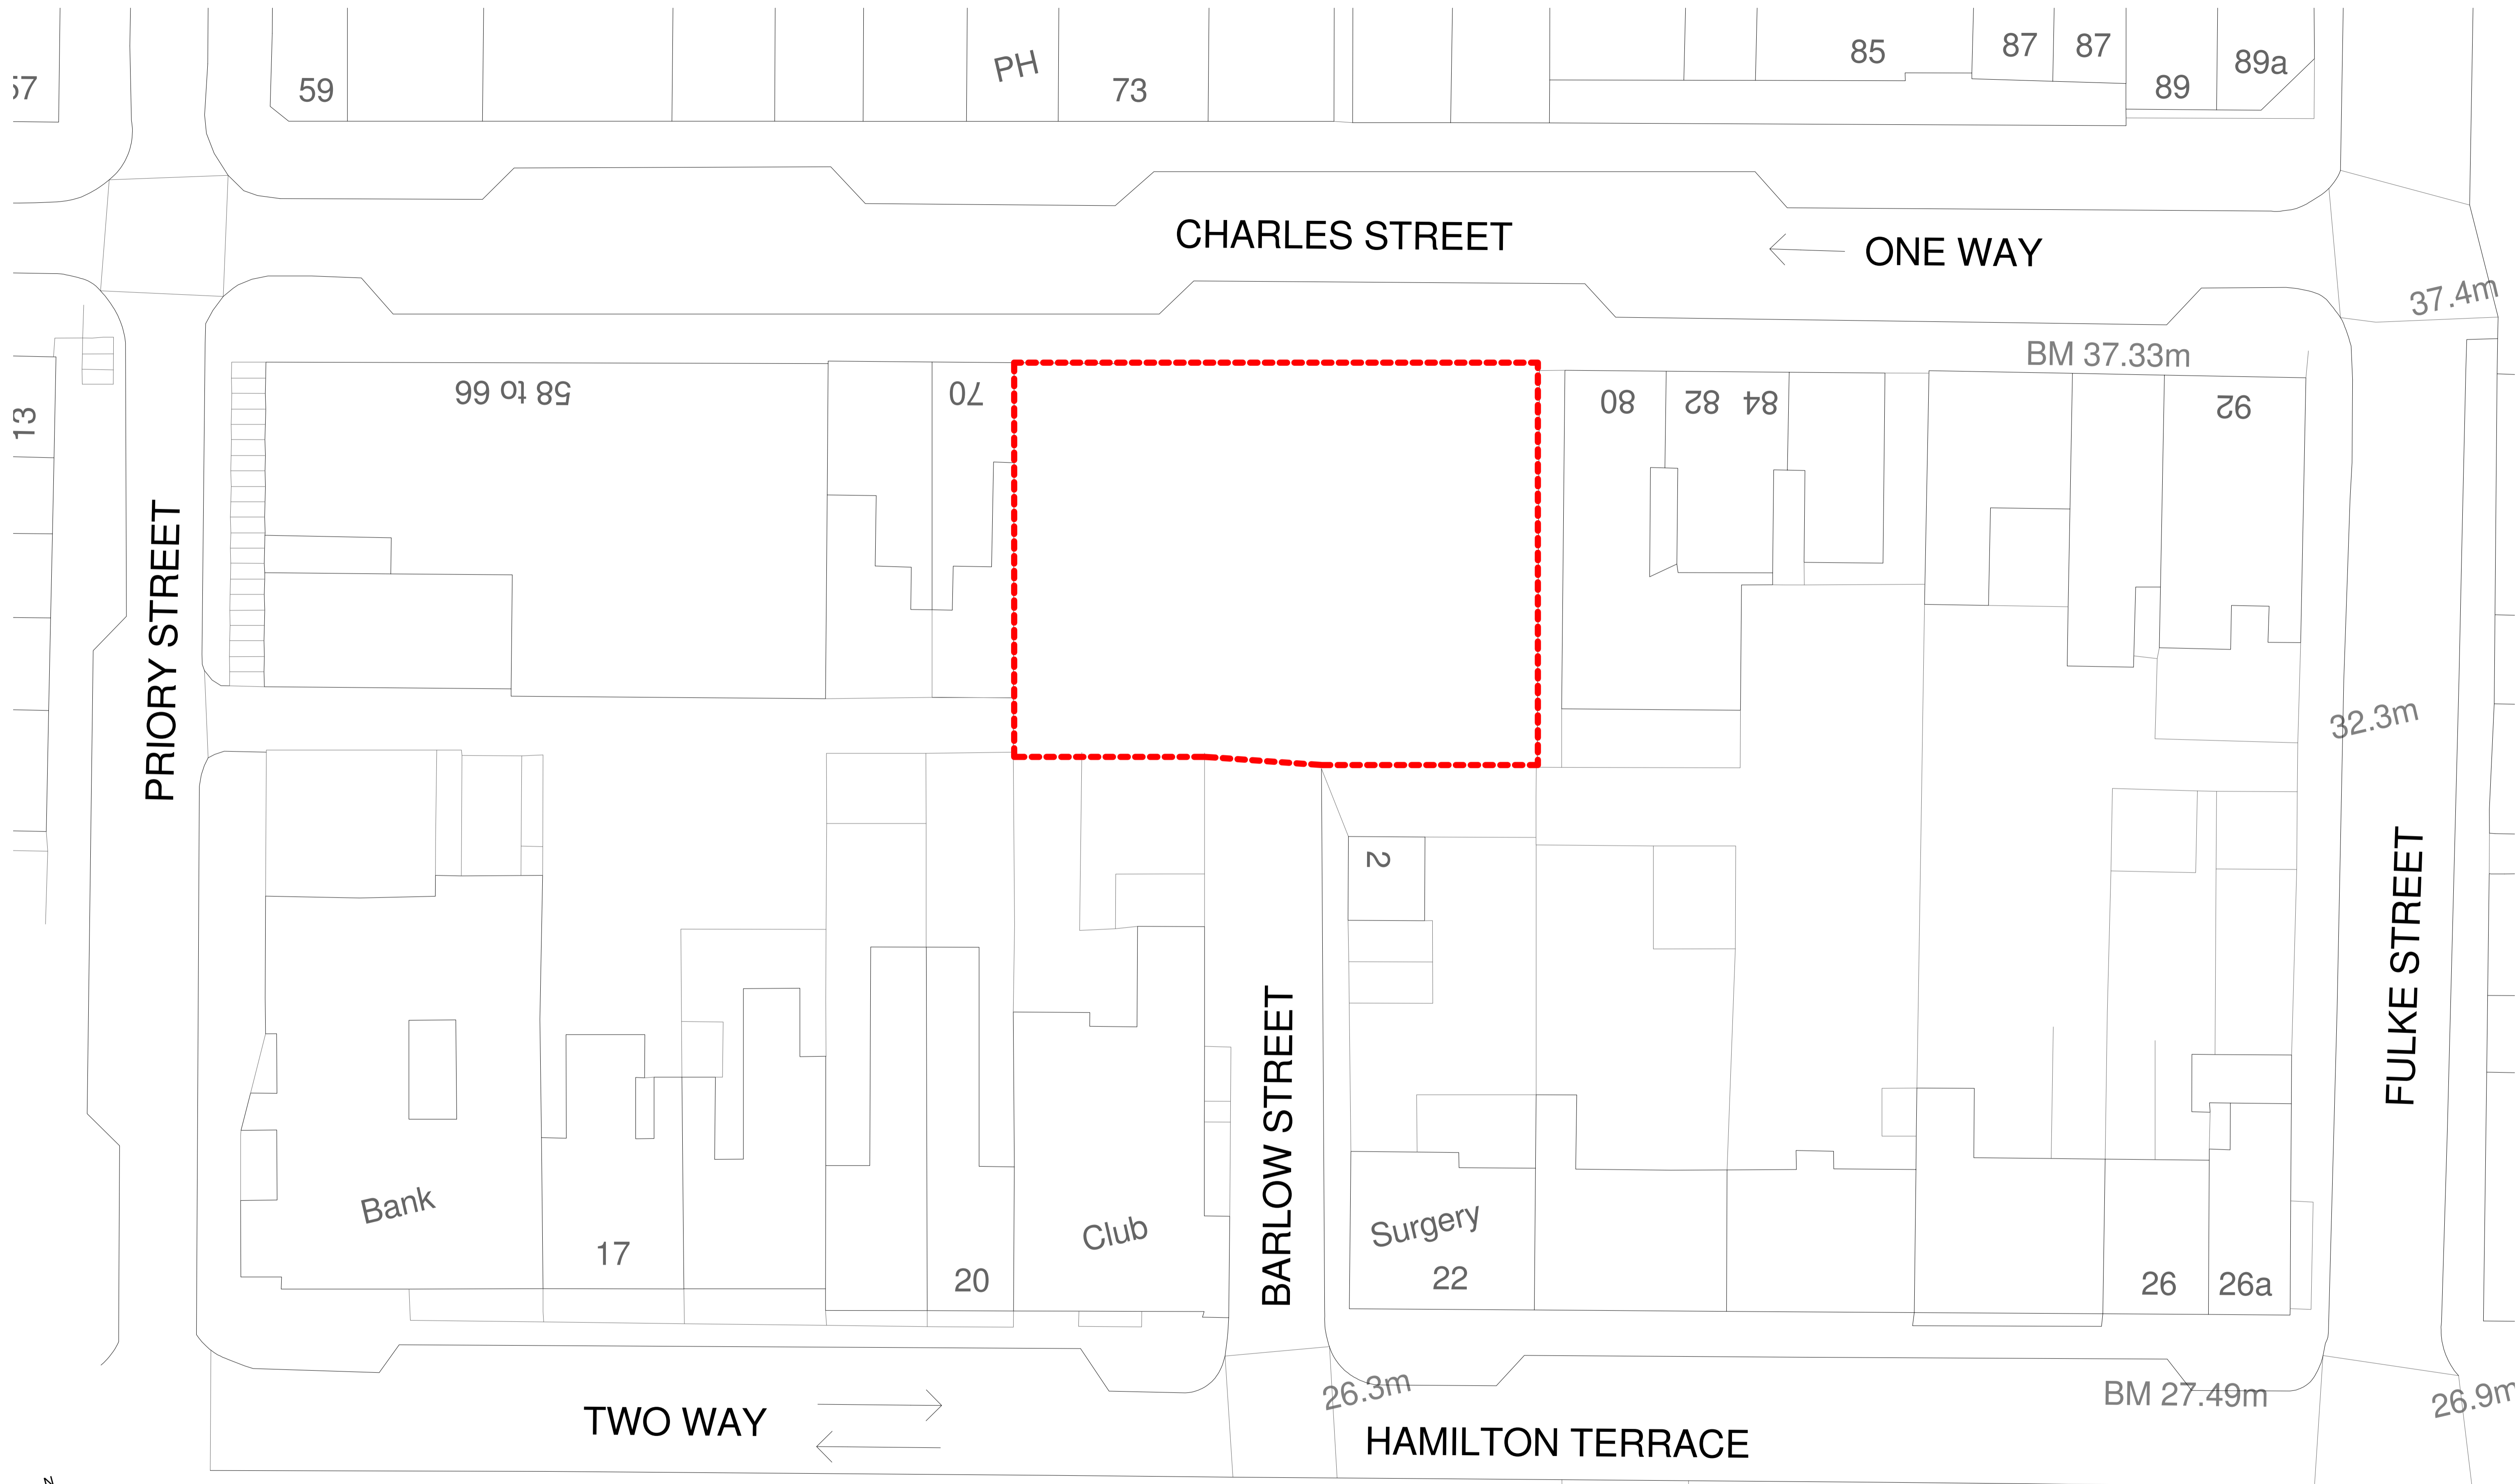 59
PH
73
85
87
87
89
89a
CHARLES STREET
ONE WAY
37.4m
BM 37.33m
58 to 66
70
80
82
84
92
13
PRIORY STREET
32.3m
2
FULKE STREET
BARLOW STREET
Bank
17
20
Club
Surgery
22
26
26a
26.3m
BM 27.49m
26.9m
TWO WAY
HAMILTON TERRACE
N